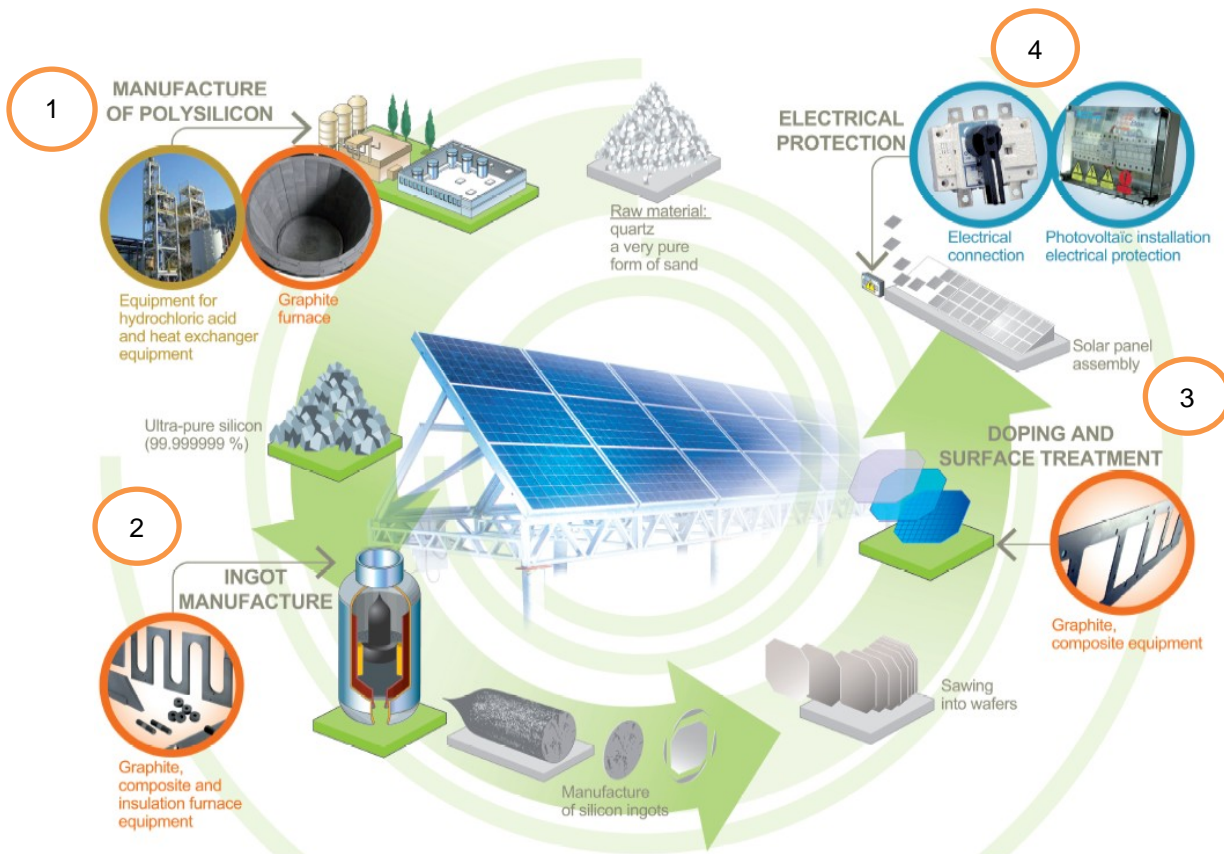 1
MANUFACTURE
OF POLYSILICON
Equipment for
hydrochloric acid
and heat exchanger
equipment
Graphite
furnace
Raw material:
quartz
a very pure
form of sand
4
ELECTRICAL
PROTECTION
Electrical
connection
Photovoltaïc installation
electrical protection
Solar panel
assembly
Ultra-pure silicon
(99.999999 %)
3
DOPING AND
SURFACE TREATMENT
Graphite,
composite equipment
2
INGOT
MANUFACTURE
Graphite,
composite and
insulation furnace
equipment
Manufacture
of silicon ingots
Sawing
into wafers